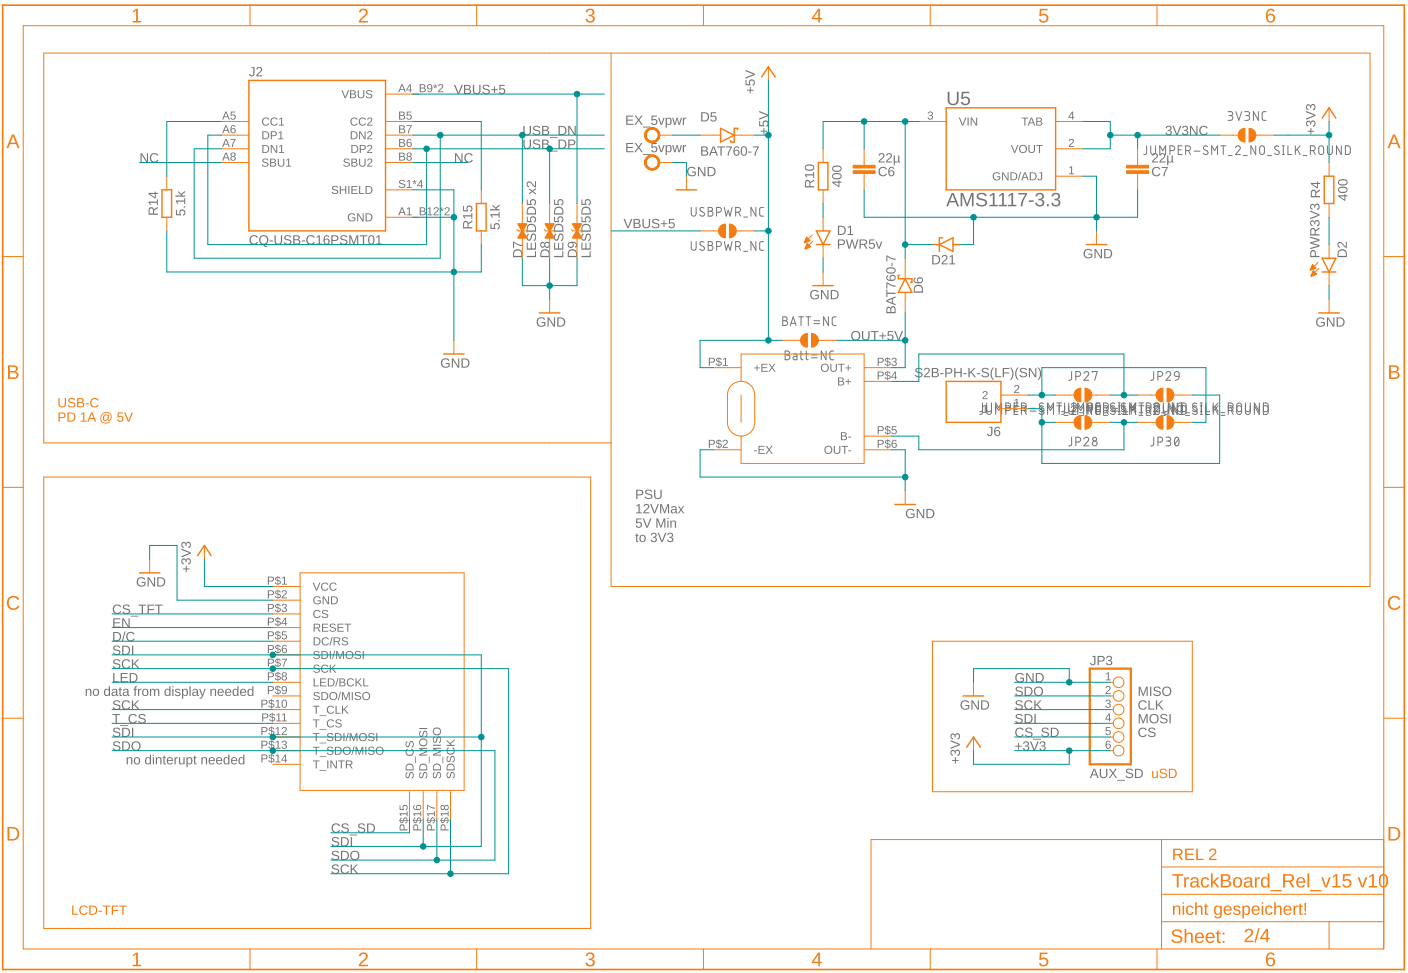 1 2 3 4 5 6
A
B
C
D
J2
CQ-USB-C16PSMT01
A5 CC1
A6 DP1
A7 DN1
A8 SBU1
NC
VBUS A4 B9*2 VBUS+5
CC2 B5
DN2 B7 USB_DN
DP2 B6 USB_DP
SBU2 B8 NC
SHIELD S1*4
GND A1 B12*2
R14 5.1k
R15 5.1k
D7 LESD5D5 x2
D8 LESD5D5
D9 LESD5D5
GND
GND
USB-C
PD 1A @ 5V
+5V
+5V
EX_5vpwr
D5
BAT760-7
EX_5vpwr
GND
VBUS+5
USBPWR_NC
USBPWR_NC
R10 400
D1
PWR5v
GND
22µ
C6
U5
3 VIN
TAB 4
VOUT 2
GND/ADJ 1
AMS1117-3.3
D21
GND
22µ
C7
3V3NC
3V3NC
JUMPER-SMT_2_NO_SILK_ROUND
+3V3
R4 400
PWR3V3
D2
GND
BAT760-7
D6
BATT=NC
Batt=NC
OUT+5V
P$1 +EX
P$2 -EX
OUT+ P$3
B+ P$4
B- P$5
OUT- P$6
GND
S2B-PH-K-S(LF)(SN)
2 2
1
J6
JP27
JP29
JP28
JP30
PSU
12VMax
5V Min
to 3V3
GND
+3V3
P$1 VCC
P$2 GND
CS_TFT P$3 CS
EN P$4 RESET
D/C P$5 DC/RS
SDI P$6 SDI/MOSI
SCK P$7 SCK
LED P$8 LED/BCKL
no data from display needed P$9 SDO/MISO
SCK P$10 T_CLK
T_CS P$11 T_CS
SDI P$12 T_SDI/MOSI
SDO P$13 T_SDO/MISO
no dinterupt needed P$14 T_INTR
SD_CS
SD_MOSI
SD_MISO
SDSCK
P$15
P$16
P$17
P$18
CS_SD
SDI
SDO
SCK
LCD-TFT
JP3
GND 1
SDO 2 MISO
SCK 3 CLK
SDI 4 MOSI
CS_SD 5 CS
+3V3 6
GND
+3V3
AUX_SD uSD
REL 2
TrackBoard_Rel_v15 v10
nicht gespeichert!
Sheet: 2/4
A
B
C
D
1 2 3 4 5 6